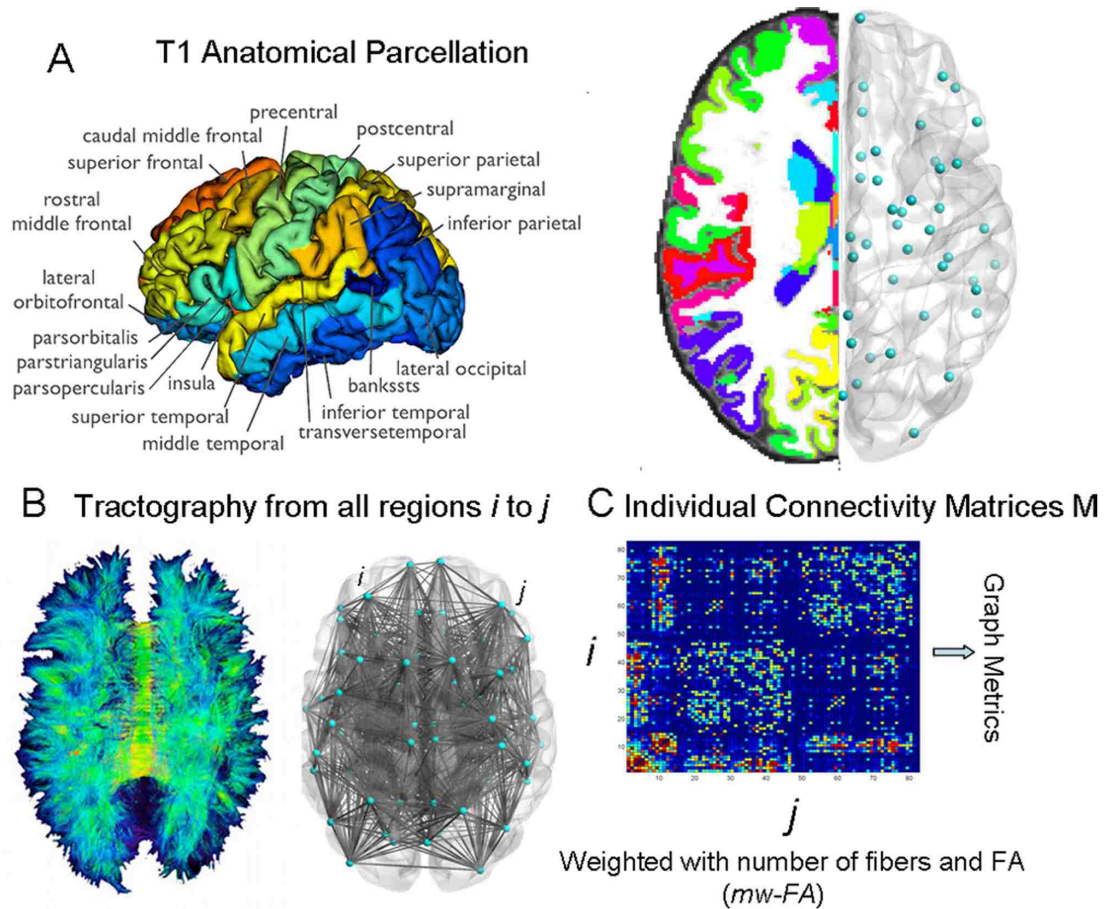 A
T1 Anatomical Parcellation
precentral
caudal middle frontal
postcentral
superior frontal
superior parietal
rostral
middle frontal
supramarginal
inferior parietal
lateral
orbitofrontal
parsorbitalis
parstriangularis
parsopercularis
insula
superior temporal
middle temporal
lateral occipital
bankssts
inferior temporal
transversetemporal
B Tractography from all regions i to j
i
j
C Individual Connectivity Matrices M
80
70
60
50
40
30
20
10
10 20 30 40 50 60 70 80
i
j
Graph Metrics
Weighted with number of fibers and FA
(mw-FA)